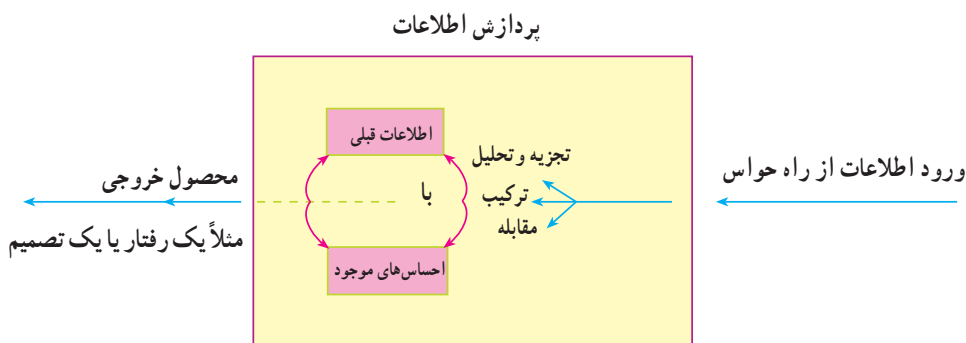 پردازش اطلاعات
ورود اطلاعات از راه حواس
تجزیه و تحلیل
ترکیب
مقابله
با
اطلاعات قبلی
احساس‌های موجود
محصول خروجی
مثلاً یک رفتار یا یک تصمیم